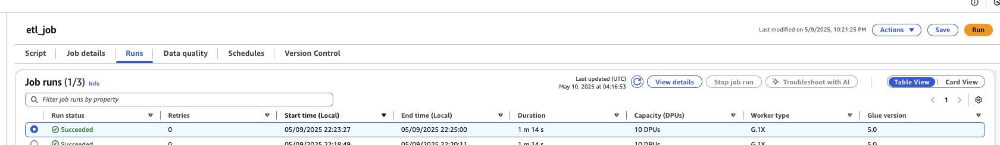 etl_job
Last modified on 5/9/2025, 10:21:25 PM
Actions
Save
Run
Script
Job details
Runs
Data quality
Schedules
Version Control
Job runs (1/3) Info
Last updated (UTC)
May 10, 2025 at 04:16:53
View details
Stop job run
Troubleshoot with AI
Table View
Card View
Filter job runs by property
1
Run status Retries Start time (Local) End time (Local) Duration Capacity (DPUs) Worker type Glue version
Succeeded 0 05/09/2025 22:23:27 05/09/2025 22:25:00 1 m 14 s 10 DPUs G.1X 5.0
Succeeded 0 05/09/2025 22:18:49 05/09/2025 22:20:11 1 m 14 s 10 DPUs G.1X 5.0